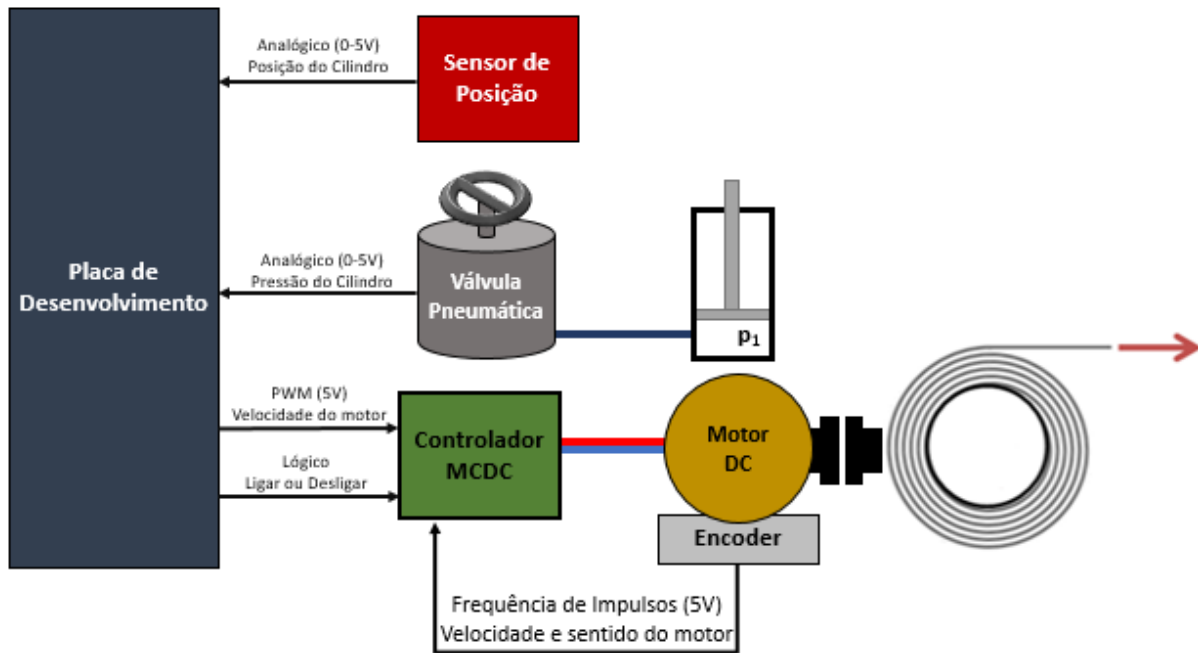 Analógico (0-5V)
Posição do Cilindro
Sensor de
Posição
Placa de
Desenvolvimento
Analógico (0-5V)
Pressão do Cilindro
Válvula
Pneumática
p₁
PWM (5V)
Velocidade do motor
Lógico
Ligar ou Desligar
Controlador
MCDC
Motor
DC
Encoder
Frequência de Impulsos (5V)
Velocidade e sentido do motor